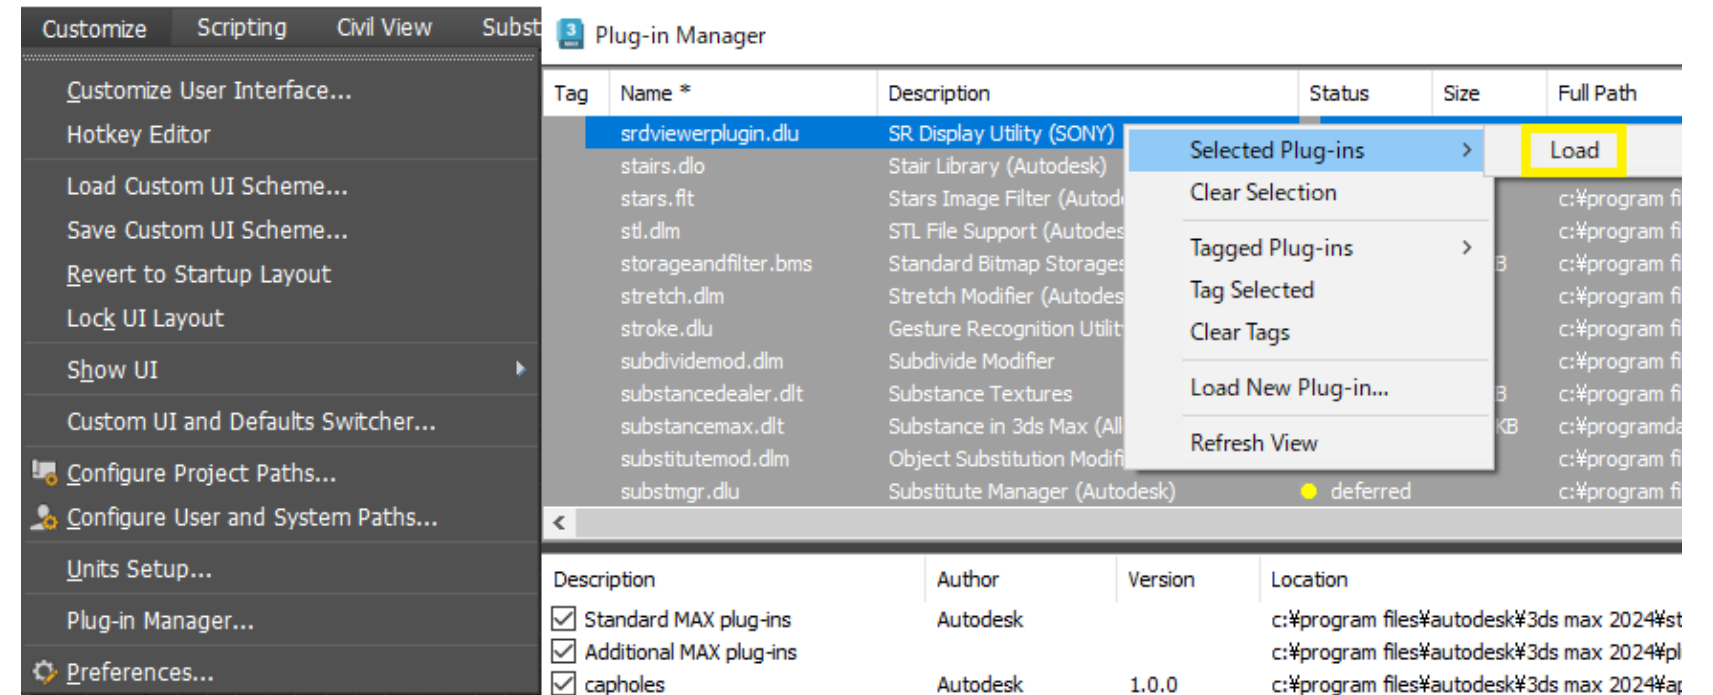 Customize Scripting Civil View Subst
Customize User Interface...
Hotkey Editor
Load Custom UI Scheme...
Save Custom UI Scheme...
Revert to Startup Layout
Lock UI Layout
Show UI
Custom UI and Defaults Switcher...
Configure Project Paths...
Configure User and System Paths...
Units Setup...
Plug-in Manager...
Preferences...
3
Plug-in Manager
Tag Name * Description Status Size Full Path
srdviewerplugin.dlu SR Display Utility (SONY)
stairs.dlo Stair Library (Autodesk)
stars.flt Stars Image Filter (Autod c:¥program fi
stl.dlm STL File Support (Autodes c:¥program fi
storageandfilter.bms Standard Bitmap Storages B c:¥program fi
stretch.dlm Stretch Modifier (Autodes c:¥program fi
stroke.dlu Gesture Recognition Utilit c:¥program fi
subdividemod.dlm Subdivide Modifier c:¥program fi
substancedealer.dlt Substance Textures B c:¥program fi
substancemax.dlt Substance in 3ds Max (All KB c:¥programda
substitutemod.dlm Object Substitution Modifi c:¥program fi
substmgr.dlu Substitute Manager (Autodesk) deferred c:¥program fi
Selected Plug-ins
Load
Clear Selection
Tagged Plug-ins
Tag Selected
Clear Tags
Load New Plug-in...
Refresh View
Description Author Version Location
Standard MAX plug-ins Autodesk c:¥program files¥autodesk¥3ds max 2024¥st
Additional MAX plug-ins c:¥program files¥autodesk¥3ds max 2024¥pl
capholes Autodesk 1.0.0 c:¥program files¥autodesk¥3ds max 2024¥ap